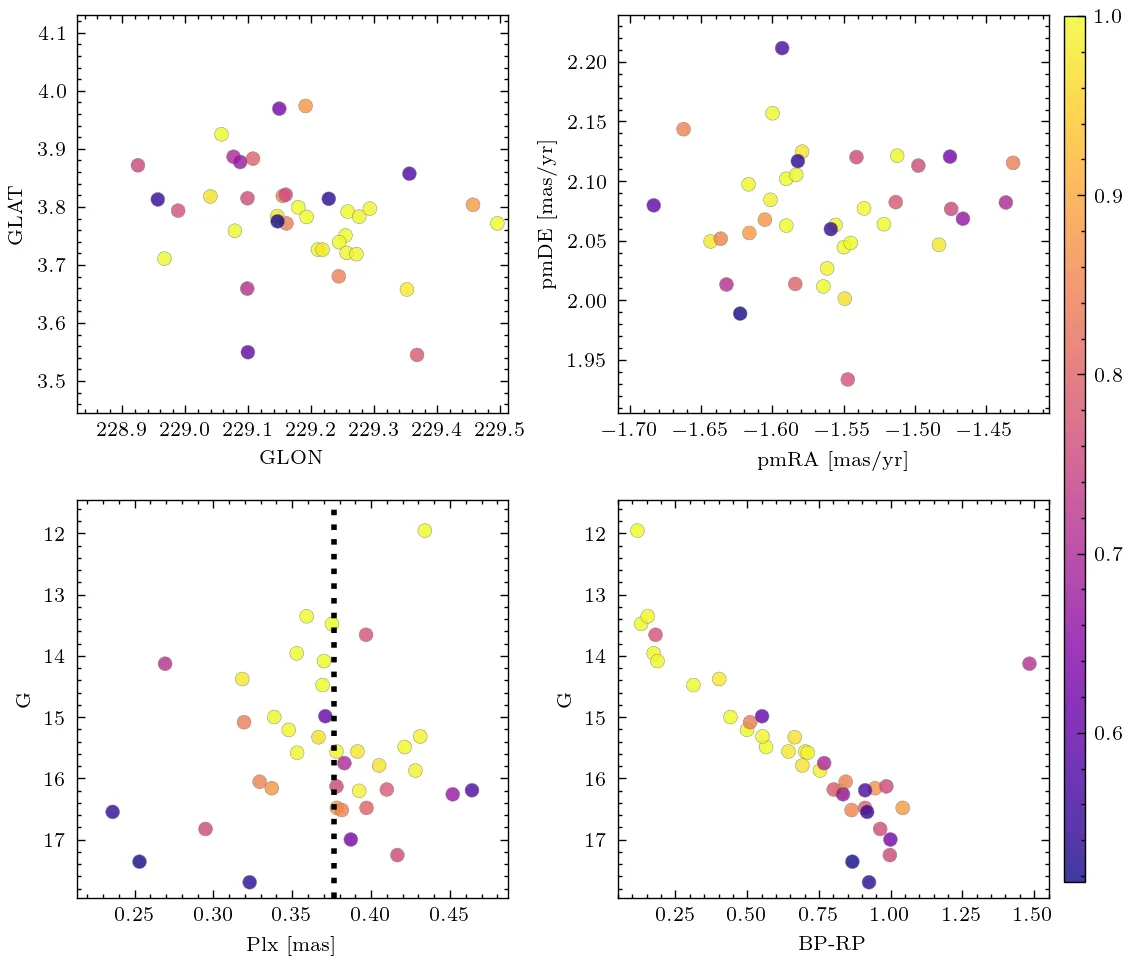 4.1
4.0
3.9
3.8
3.7
3.6
3.5
GLAT
228.9 229.0 229.1 229.2 229.3 229.4 229.5
GLON
2.20
2.15
2.10
2.05
2.00
1.95
pmDE [mas/yr]
−1.70 −1.65 −1.60 −1.55 −1.50 −1.45
pmRA [mas/yr]
12
13
14
15
16
17
G
0.25 0.30 0.35 0.40 0.45
Plx [mas]
12
13
14
15
16
17
G
0.25 0.50 0.75 1.00 1.25 1.50
BP-RP
1.0
0.9
0.8
0.7
0.6